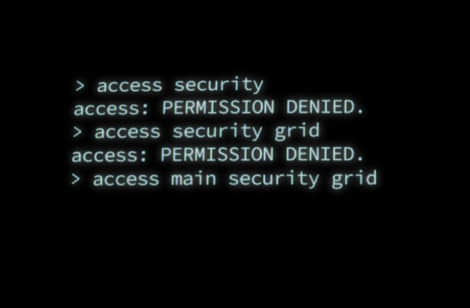 > access security
access: PERMISSION DENIED.
> access security grid
access: PERMISSION DENIED.
> access main security grid